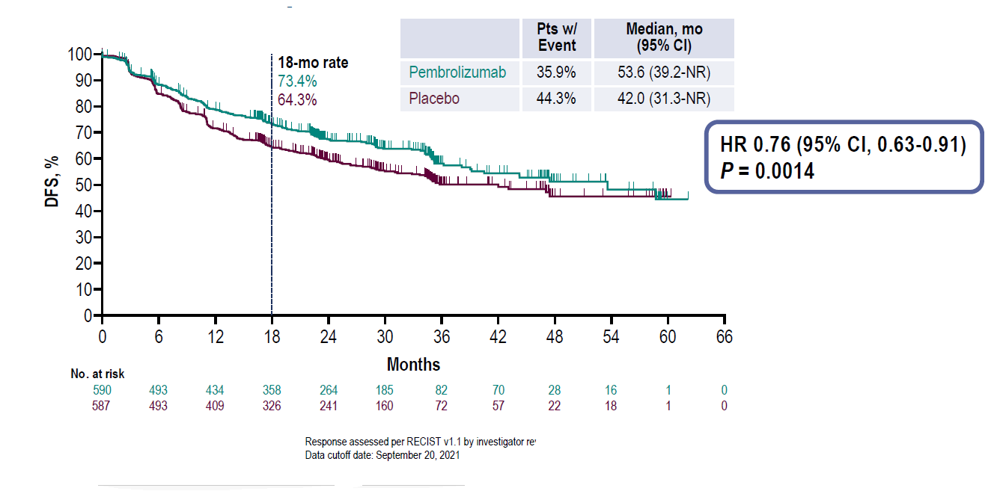 Pts w/ Event
Median, mo (95% CI)
Pembrolizumab 35.9% 53.6 (39.2-NR)
Placebo 44.3% 42.0 (31.3-NR)
18-mo rate
73.4%
64.3%
HR 0.76 (95% CI, 0.63-0.91)
P = 0.0014
DFS, %
100
90
80
70
60
50
40
30
20
10
0
0 6 12 18 24 30 36 42 48 54 60 66
Months
No. at risk
590 493 434 358 264 185 82 70 28 16 1 0
587 493 409 326 241 160 72 57 22 18 1 0
Response assessed per RECIST v1.1 by investigator
Data cutoff date: September 20, 2021